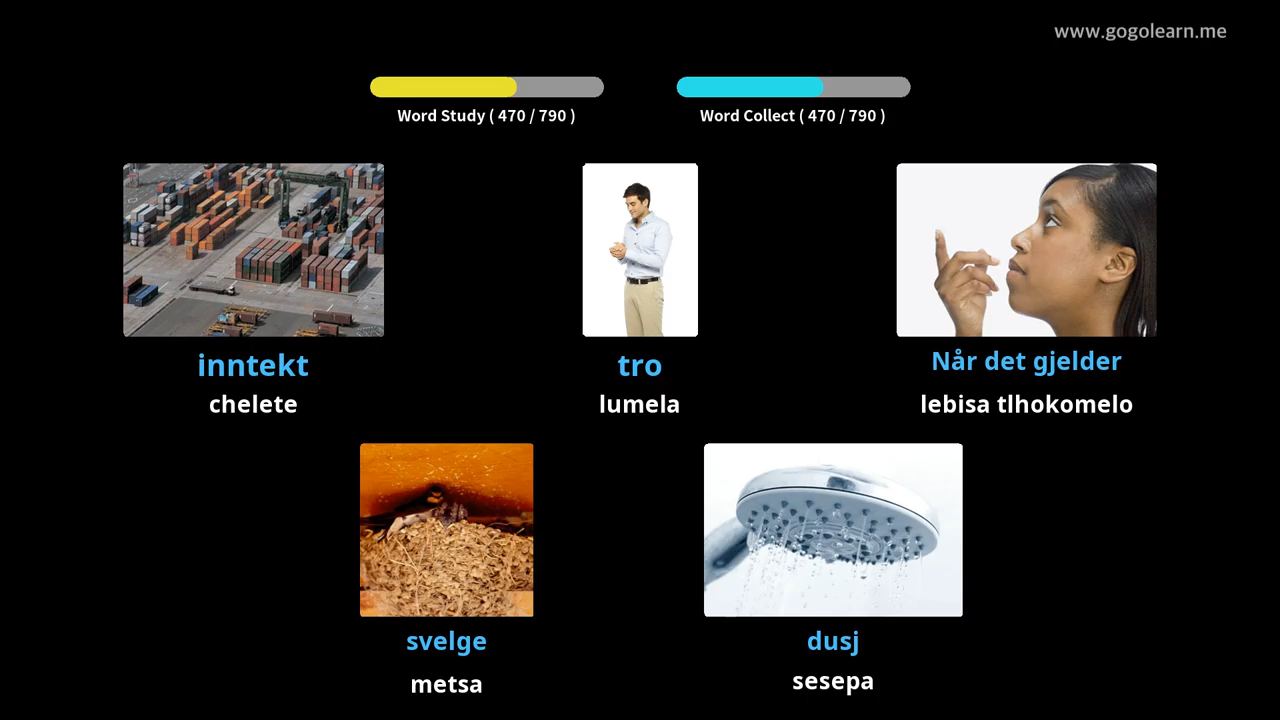 www.gogolearn.me
Word Study ( 470 / 790 )
Word Collect ( 470 / 790 )
inntekt
chelete
tro
lumela
Når det gjelder
lebisa tlhokomelo
svelge
metsa
dusj
sesepa